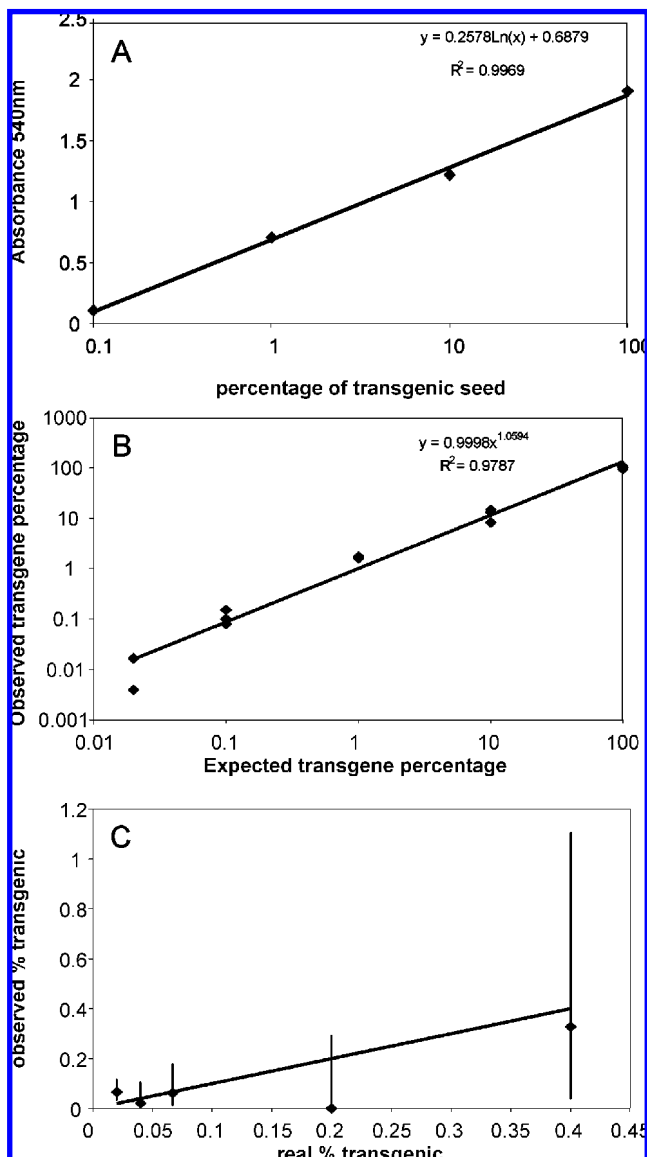 2.5
A
y = 0.2578Ln(x) + 0.6879
R² = 0.9969
2
1.5
1
0.5
0
Absorbance 540nm
0.1 1 10 100
percentage of transgenic seed
1000
B
y = 0.9998x^1.0594
R² = 0.9787
100
10
1
0.1
0.01
0.001
Observed transgene percentage
0.01 0.1 1 10 100
Expected transgene percentage
1.2
C
1
0.8
0.6
0.4
0.2
0
observed % transgenic
0 0.05 0.1 0.15 0.2 0.25 0.3 0.35 0.4 0.45
real % transgenic